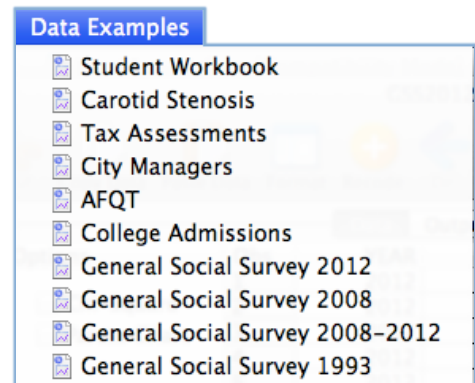 Data Examples
Student Workbook
Carotid Stenosis
Tax Assessments
City Managers
AFQT
College Admissions
General Social Survey 2012
General Social Survey 2008
General Social Survey 2008-2012
General Social Survey 1993